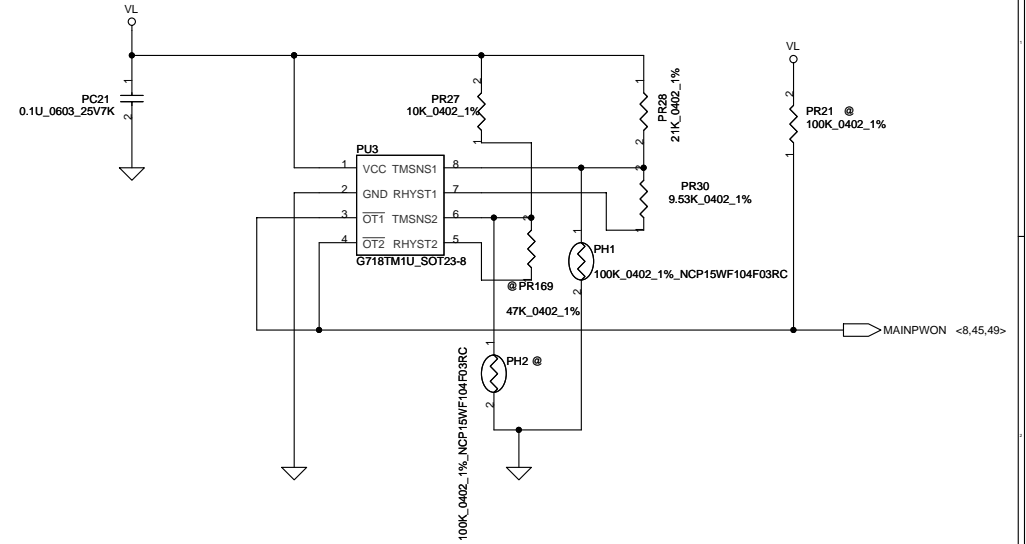 VL
VL
PC21
0.1U_0603_25V7K
1
2
PR27
10K_0402_1%
2
1
PR28
21K_0402_1%
1
2
PR21 @
100K_0402_1%
2
1
PU3
1 VCC TMSNS1 8
2 GND RHYST1 7
3 OT1 TMSNS2 6
4 OT2 RHYST2 5
G718TM1U_SOT23-8
2
PR30
9.53K_0402_1%
1
2
@PR169
1
47K_0402_1%
1
PH1
100K_0402_1%_NCP15WF104F03RC
2
MAINPWON <8,45,49>
1
PH2 @
2
100K_0402_1%_NCP15WF104F03RC